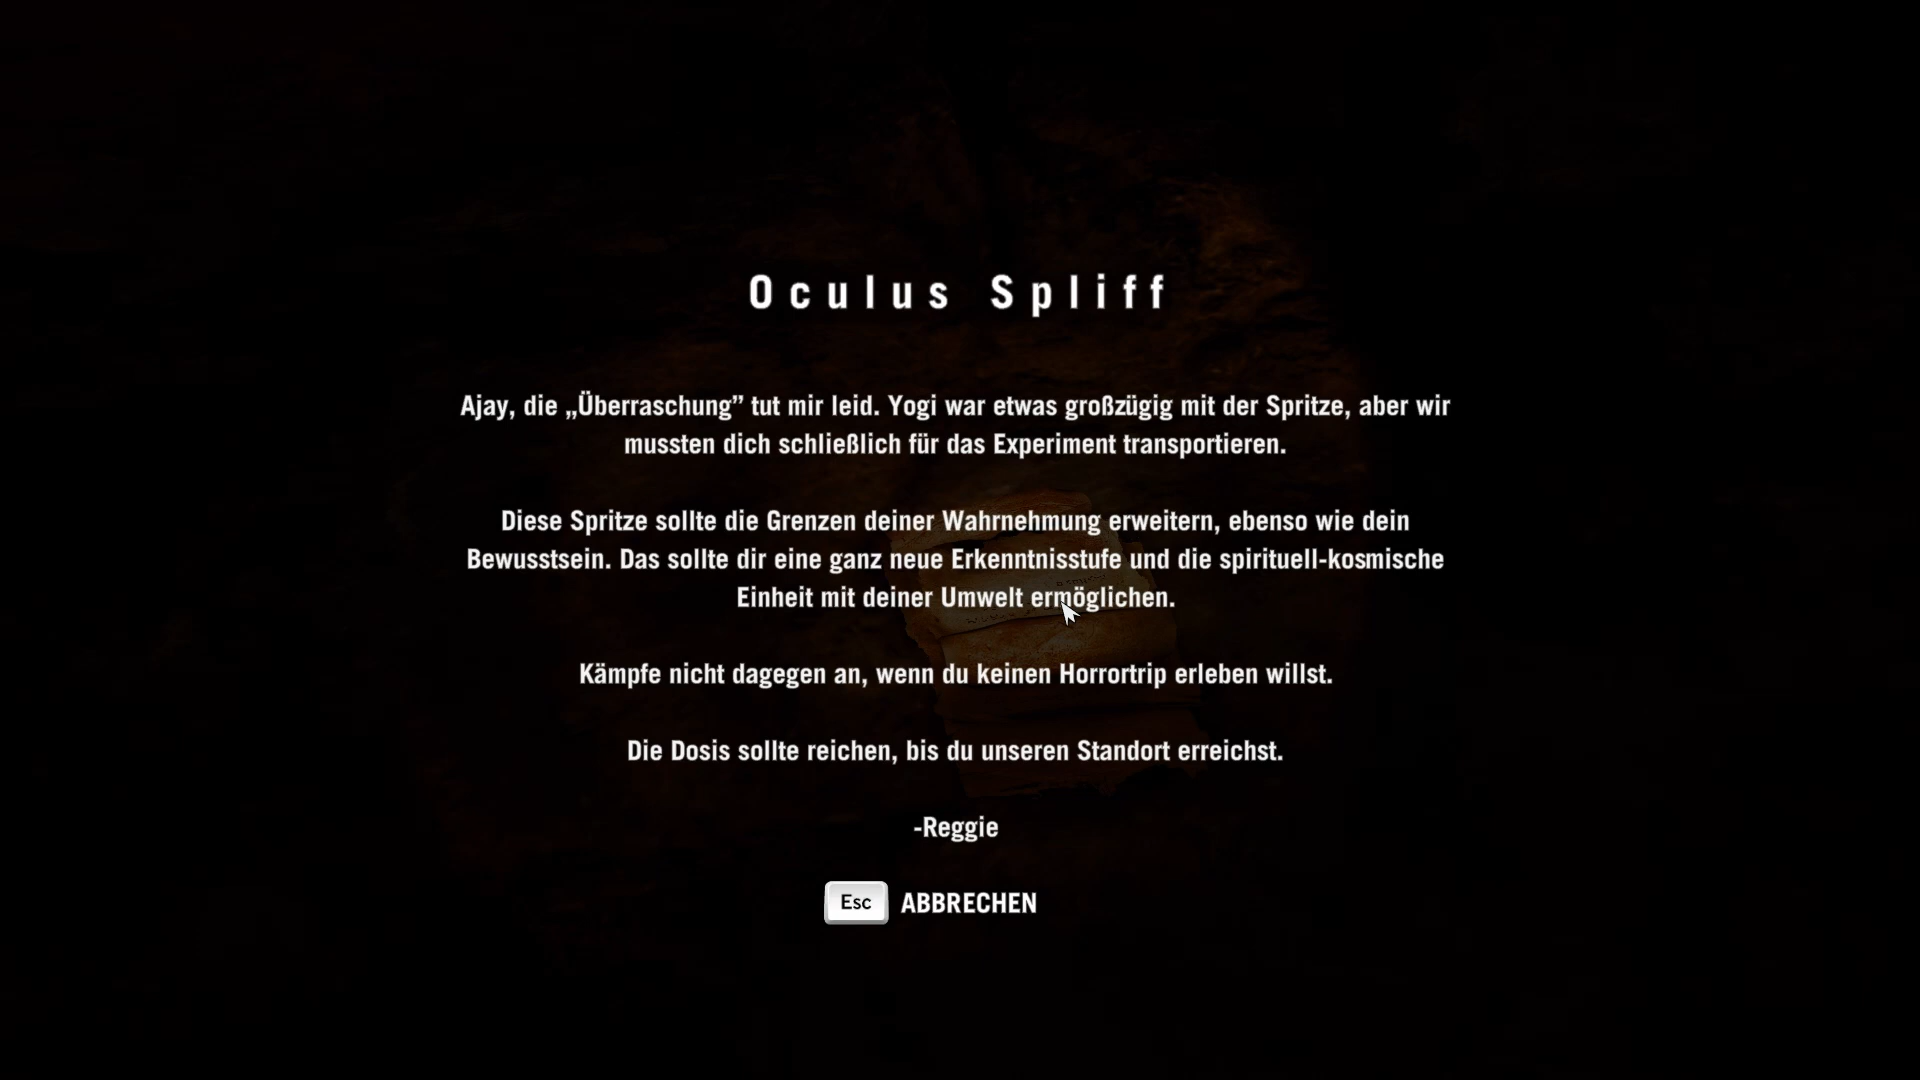 Oculus Spliff
Ajay, die „Überraschung” tut mir leid. Yogi war etwas großzügig mit der Spritze, aber wir
mussten dich schließlich für das Experiment transportieren.
Diese Spritze sollte die Grenzen deiner Wahrnehmung erweitern, ebenso wie dein
Bewusstsein. Das sollte dir eine ganz neue Erkenntnisstufe und die spirituell-kosmische
Einheit mit deiner Umwelt ermöglichen.
Kämpfe nicht dagegen an, wenn du keinen Horrortrip erleben willst.
Die Dosis sollte reichen, bis du unseren Standort erreichst.
-Reggie
Esc ABBRECHEN